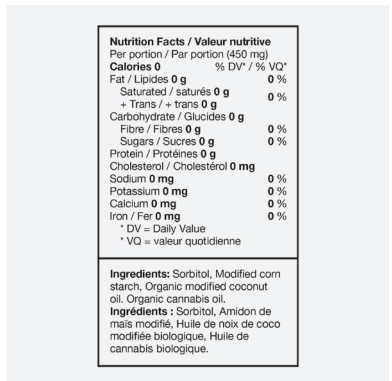 Nutrition Facts / Valeur nutritive
Per portion / Par portion (450 mg)
Calories 0 % DV* / % VQ*
Fat / Lipides 0 g 0 %
Saturated / saturés 0 g
+ Trans / + trans 0 g 0 %
Carbohydrate / Glucides 0 g
Fibre / Fibres 0 g 0 %
Sugars / Sucres 0 g 0 %
Protein / Protéines 0 g
Cholesterol / Cholestérol 0 mg
Sodium 0 mg 0 %
Potassium 0 mg 0 %
Calcium 0 mg 0 %
Iron / Fer 0 mg 0 %
* DV = Daily Value
* VQ = valeur quotidienne
Ingredients: Sorbitol, Modified corn
starch, Organic modified coconut
oil. Organic cannabis oil.
Ingrédients : Sorbitol, Amidon de
maïs modifié, Huile de noix de coco
modifiée biologique, Huile de
cannabis biologique.